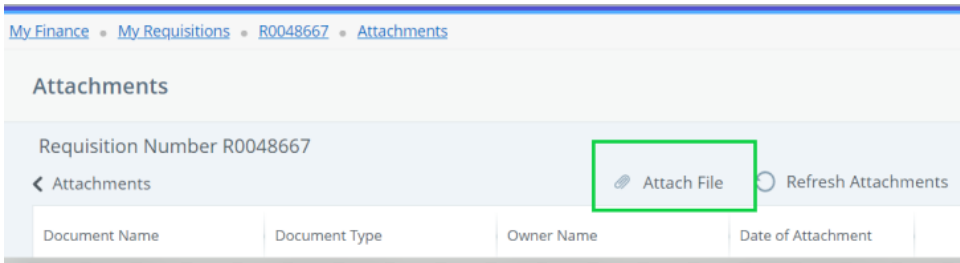 My Finance • My Requisitions • R0048667 • Attachments
Attachments
Requisition Number R0048667
Attachments Attach File Refresh Attachments
Document Name Document Type Owner Name Date of Attachment